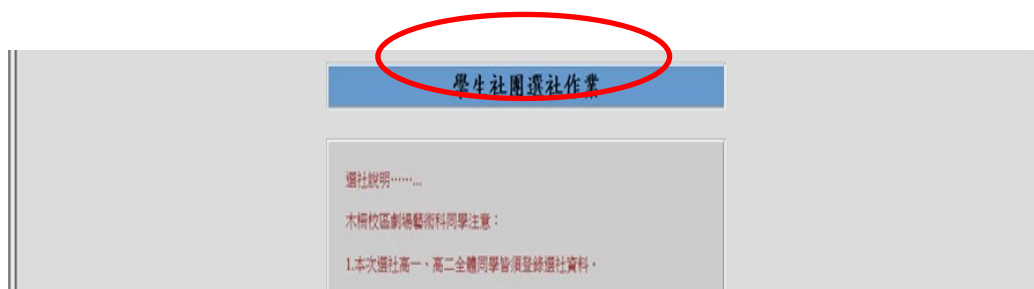 學生社團選社作業
選社說明⋯⋯...
木柵校區劇場藝術科同學注意：
1.本次選社高一、高二全體同學皆須登錄選社資料。